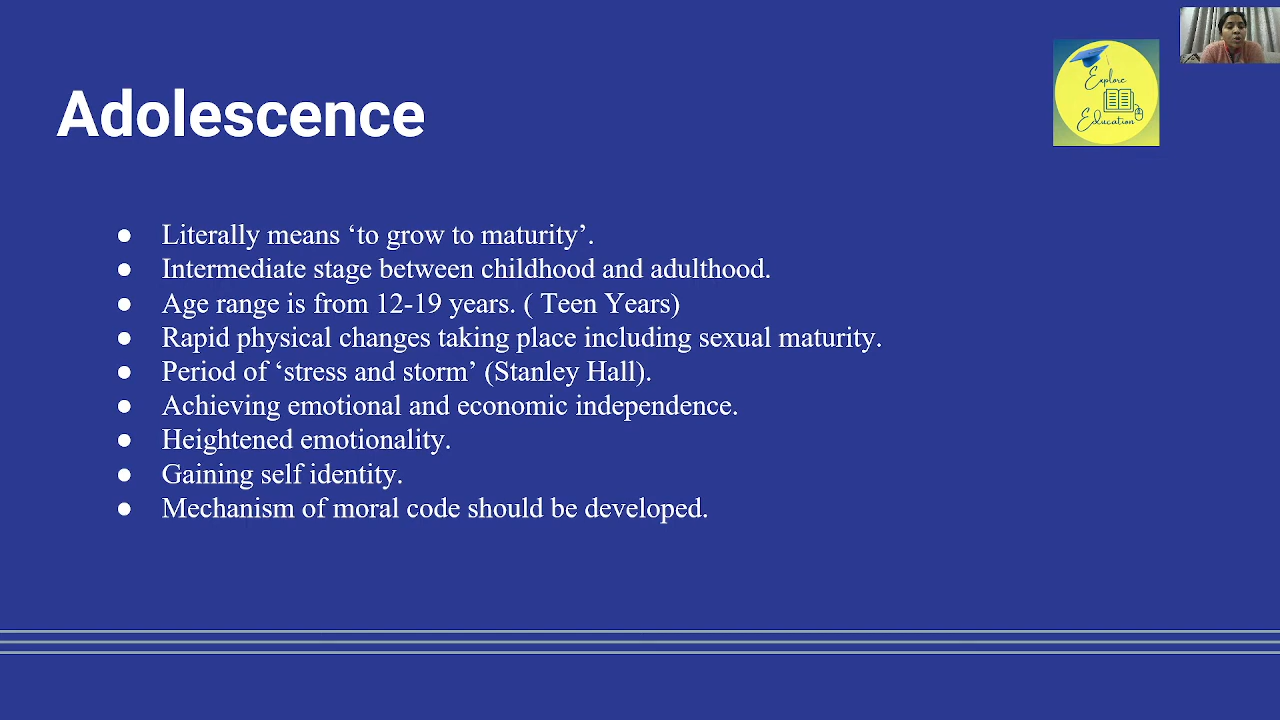 Explore
Education
Adolescence
● Literally means ‘to grow to maturity’.
● Intermediate stage between childhood and adulthood.
● Age range is from 12-19 years. ( Teen Years)
● Rapid physical changes taking place including sexual maturity.
● Period of ‘stress and storm’ (Stanley Hall).
● Achieving emotional and economic independence.
● Heightened emotionality.
● Gaining self identity.
● Mechanism of moral code should be developed.